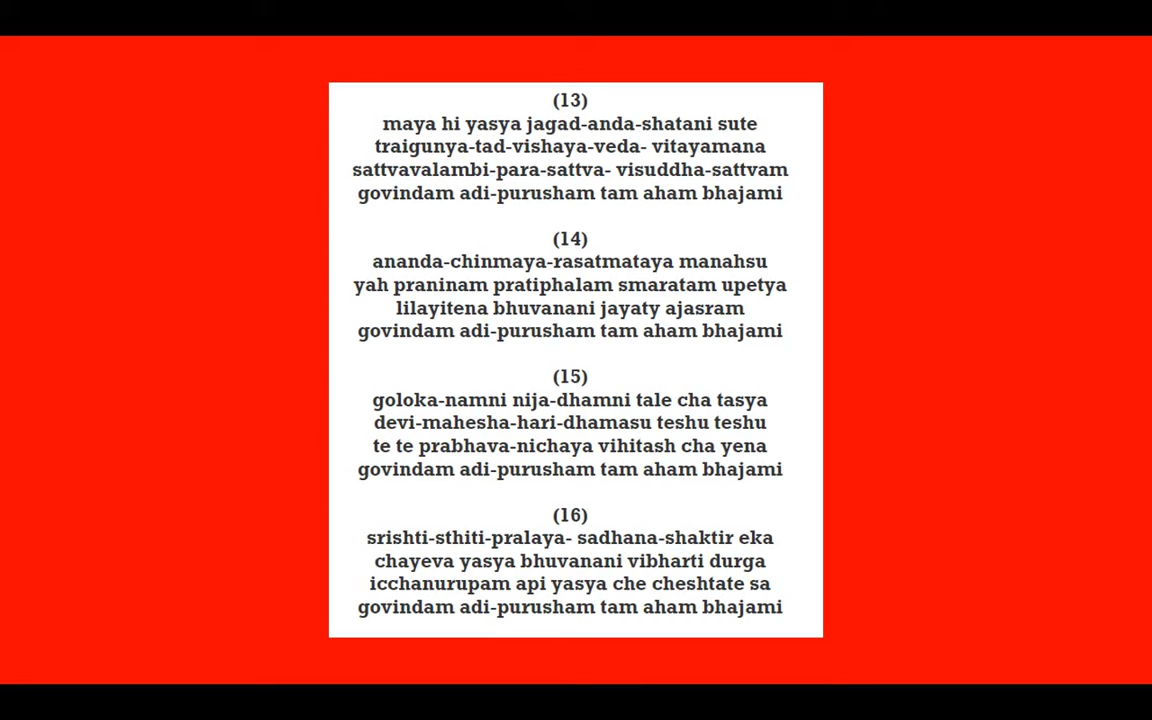 (13)
maya hi yasya jagad-anda-shatani sute
traigunya-tad-vishaya-veda- vitayamana
sattvavalambi-para-sattva- visuddha-sattvam
govindam adi-purusham tam aham bhajami
(14)
ananda-chinmaya-rasatmataya manahsu
yah praninam pratiphalam smaratam upetya
lilayitena bhuvanani jayaty ajasram
govindam adi-purusham tam aham bhajami
(15)
goloka-namni nija-dhamni tale cha tasya
devi-mahesha-hari-dhamasu teshu teshu
te te prabhava-nichaya vihitash cha yena
govindam adi-purusham tam aham bhajami
(16)
srishti-sthiti-pralaya- sadhana-shaktir eka
chayeva yasya bhuvanani vibharti durga
icchanurupam api yasya che cheshtate sa
govindam adi-purusham tam aham bhajami